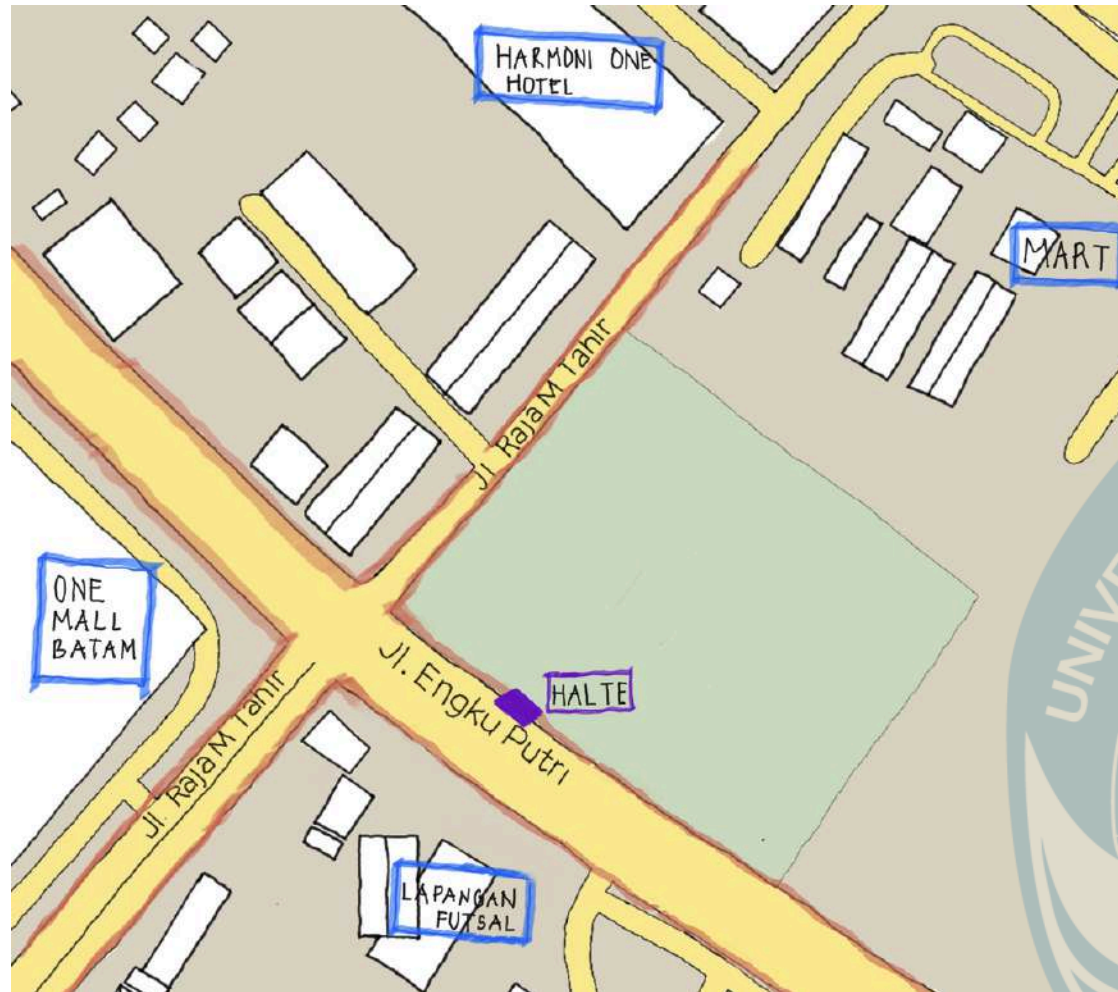 HARMONI ONE
HOTEL
MART
Jl. Raja M Tahir
ONE
MALL
BATAM
Jl. Engku Putri
HALTE
Jl. Raja M Tahir
LAPANGAN
FUTSAL